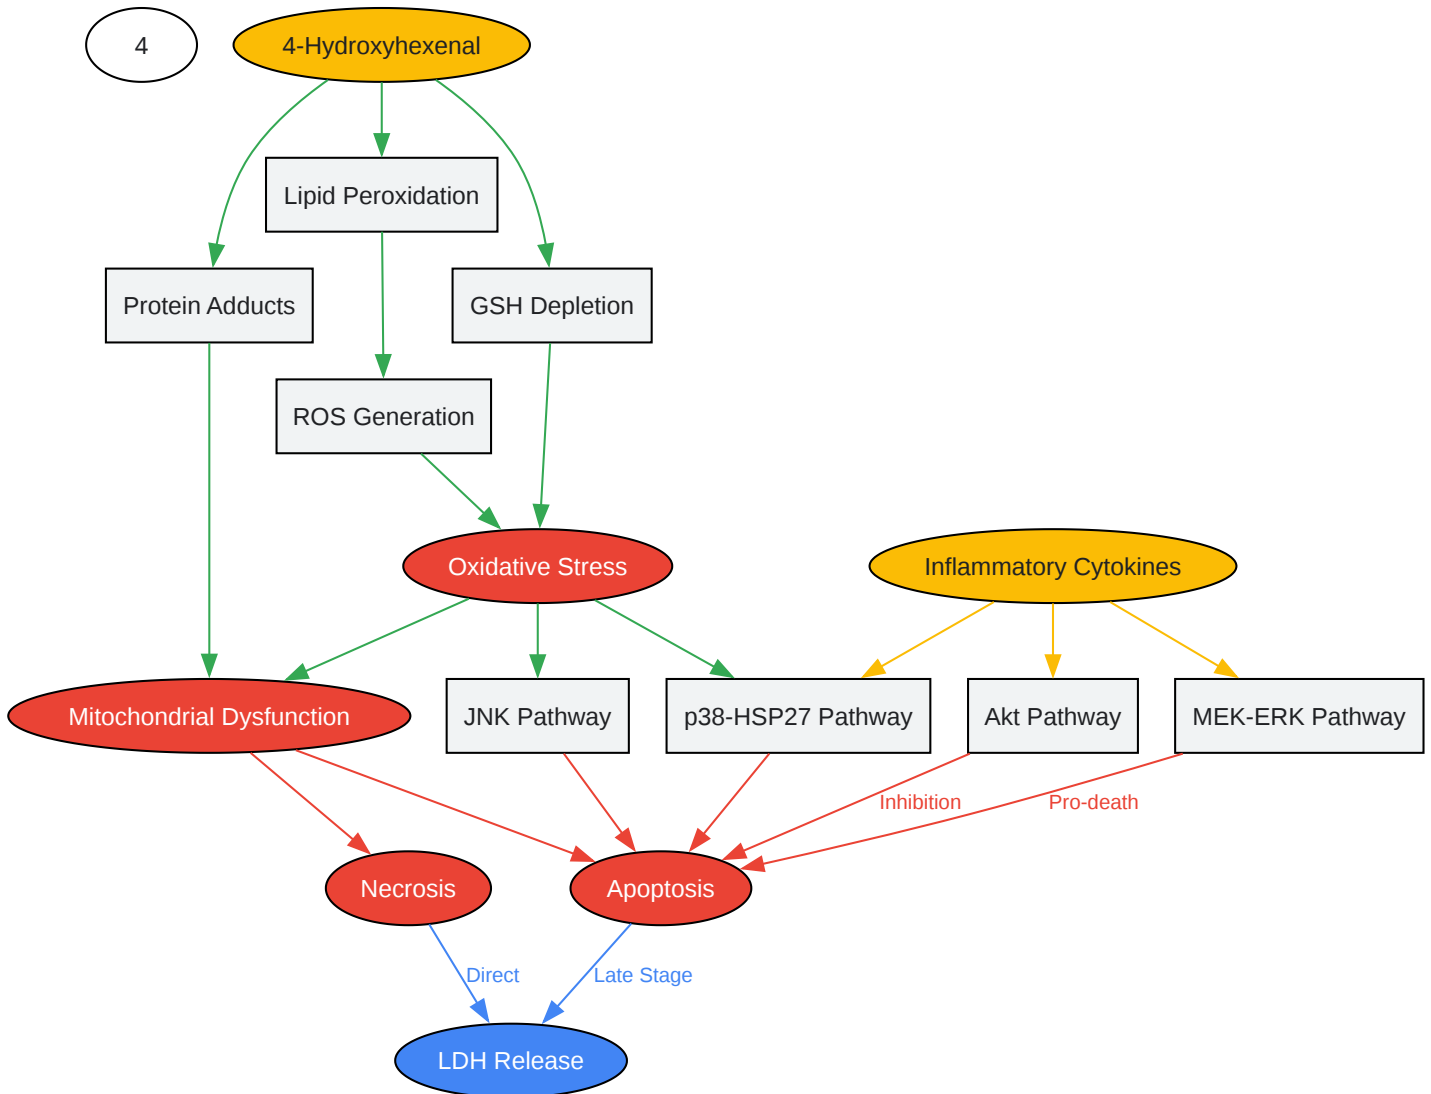 4
4-Hydroxyhexenal
Lipid Peroxidation
Protein Adducts
GSH Depletion
ROS Generation
Oxidative Stress
Inflammatory Cytokines
Mitochondrial Dysfunction
JNK Pathway
p38-HSP27 Pathway
Akt Pathway
MEK-ERK Pathway
Inhibition
Pro-death
Necrosis
Apoptosis
Direct
Late Stage
LDH Release